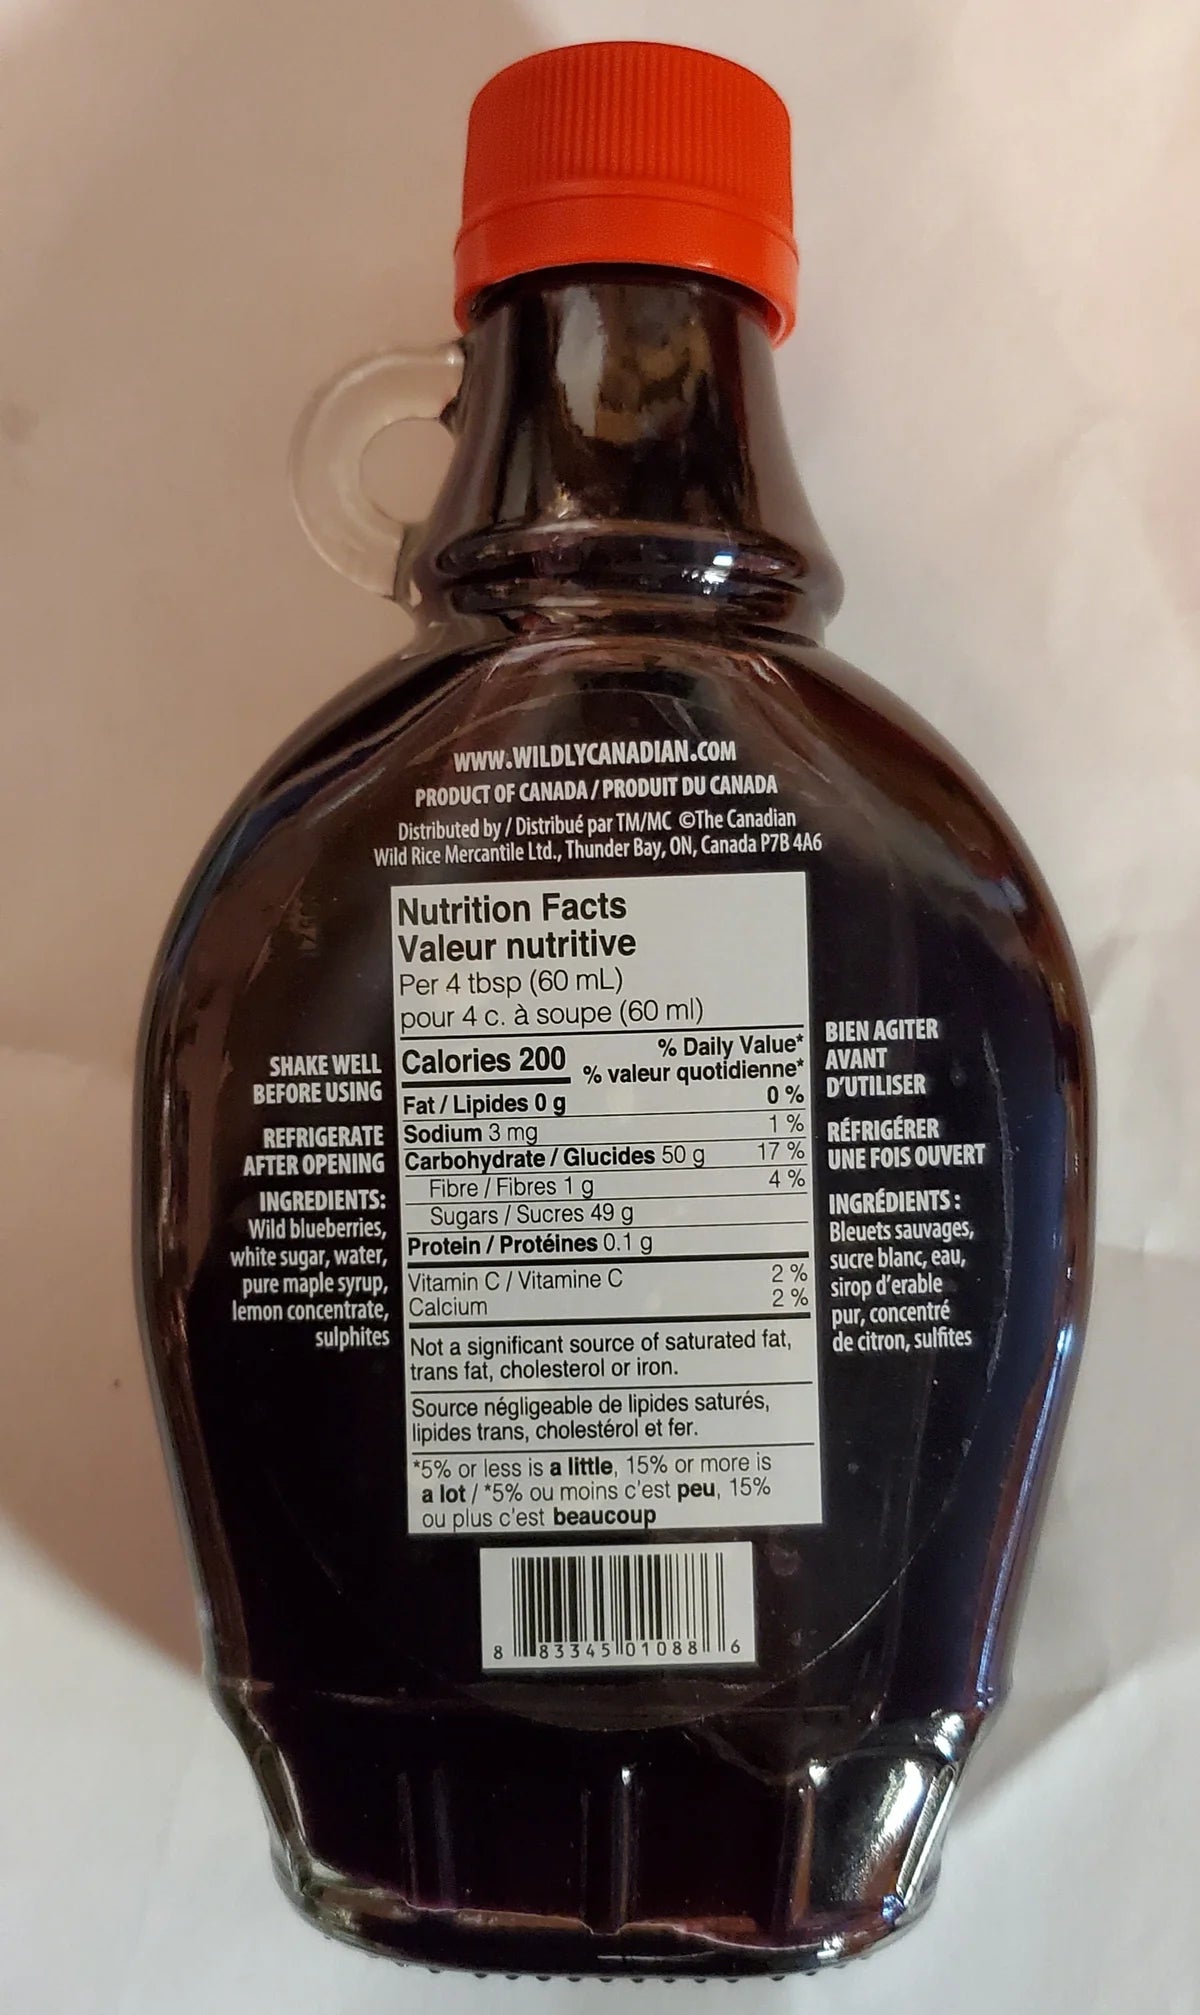 WWW.WILDLYCANADIAN.COM
PRODUCT OF CANADA / PRODUIT DU CANADA
Distributed by / Distribué par TM/MC ©The Canadian
Wild Rice Mercantile Ltd., Thunder Bay, ON, Canada P7B 4A6
SHAKE WELL
BEFORE USING
REFRIGERATE
AFTER OPENING
INGREDIENTS:
Wild blueberries,
white sugar, water,
pure maple syrup,
lemon concentrate,
sulphites
Nutrition Facts
Valeur nutritive
Per 4 tbsp (60 mL)
pour 4 c. à soupe (60 ml)
Calories 200
% Daily Value*
% valeur quotidienne*
Fat / Lipides 0 g 0 %
Sodium 3 mg 1 %
Carbohydrate / Glucides 50 g 17 %
Fibre / Fibres 1 g 4 %
Sugars / Sucres 49 g
Protein / Protéines 0.1 g
Vitamin C / Vitamine C 2 %
Calcium 2 %
Not a significant source of saturated fat,
trans fat, cholesterol or iron.
Source négligeable de lipides saturés,
lipides trans, cholestérol et fer.
*5% or less is a little, 15% or more is
a lot / *5% ou moins c'est peu, 15%
ou plus c'est beaucoup
BIEN AGITER
AVANT
D'UTILISER
RÉFRIGÉRER
UNE FOIS OUVERT
INGRÉDIENTS :
Bleuets sauvages,
sucre blanc, eau,
sirop d'erable
pur, concentré
de citron, sulfites
8 83345 01088 6